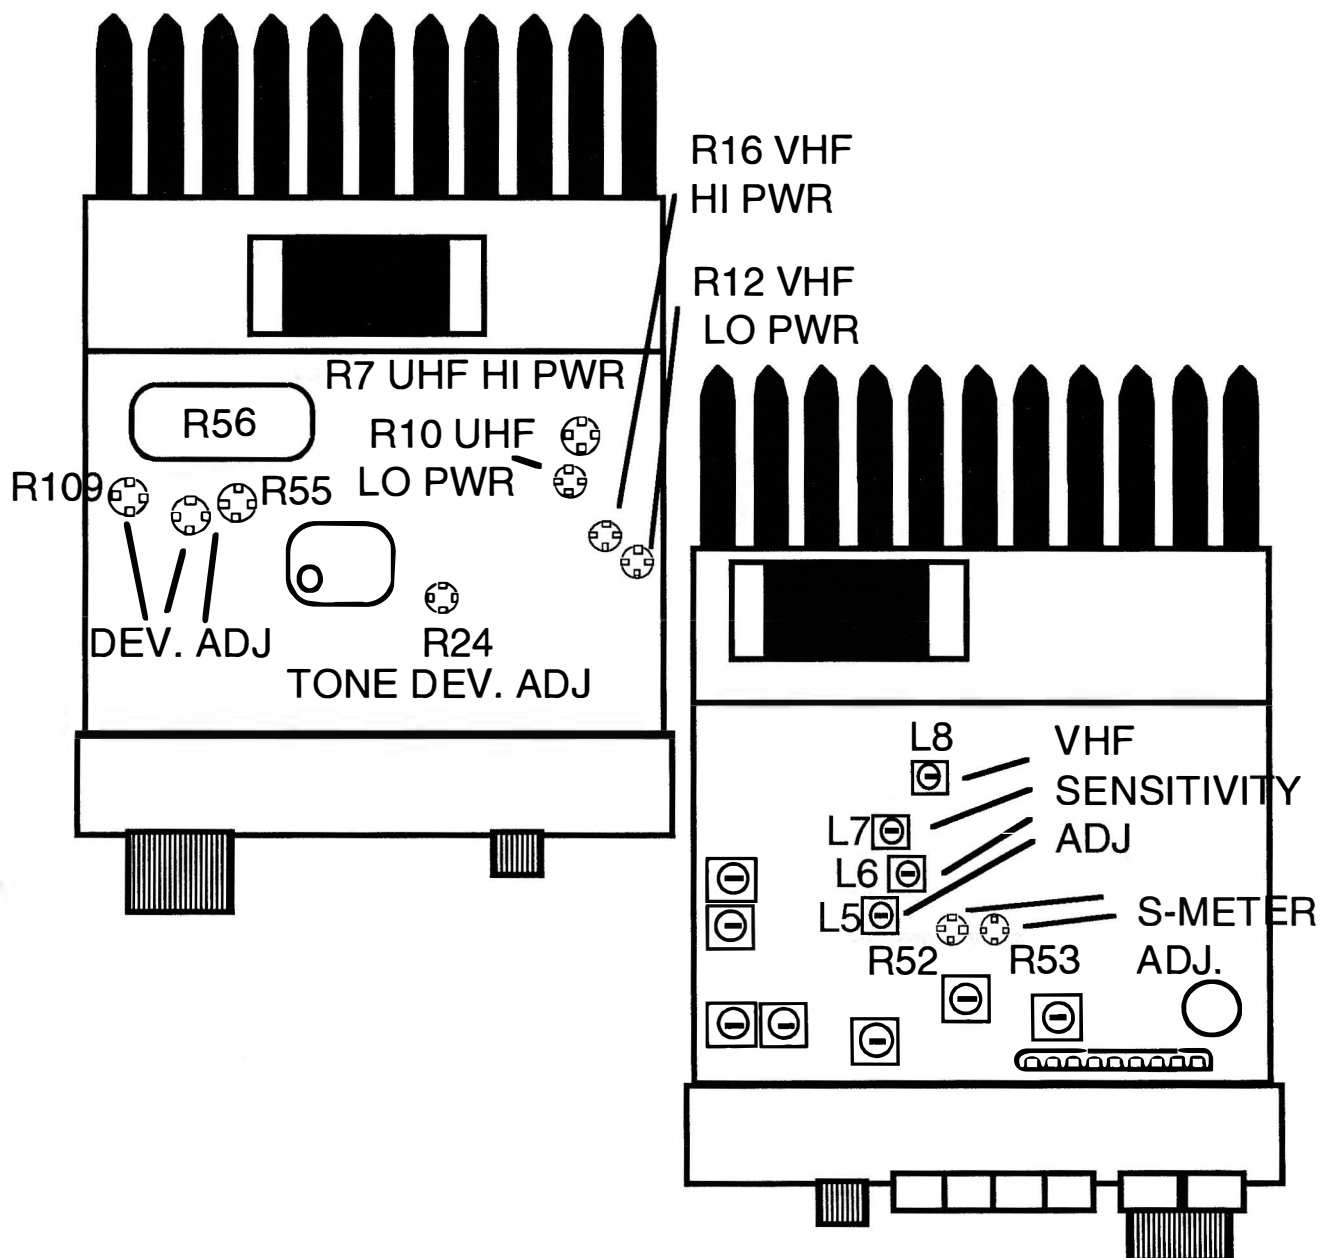 R16 VHF
HI PWR
R12 VHF
LO PWR
R7 UHF HI PWR
R56
R10 UHF
LO PWR
R109
R55
DEV. ADJ
R24
TONE DEV. ADJ
L8
VHF
SENSITIVITY
ADJ
L7
L6
L5
S-METER
ADJ.
R52
R53